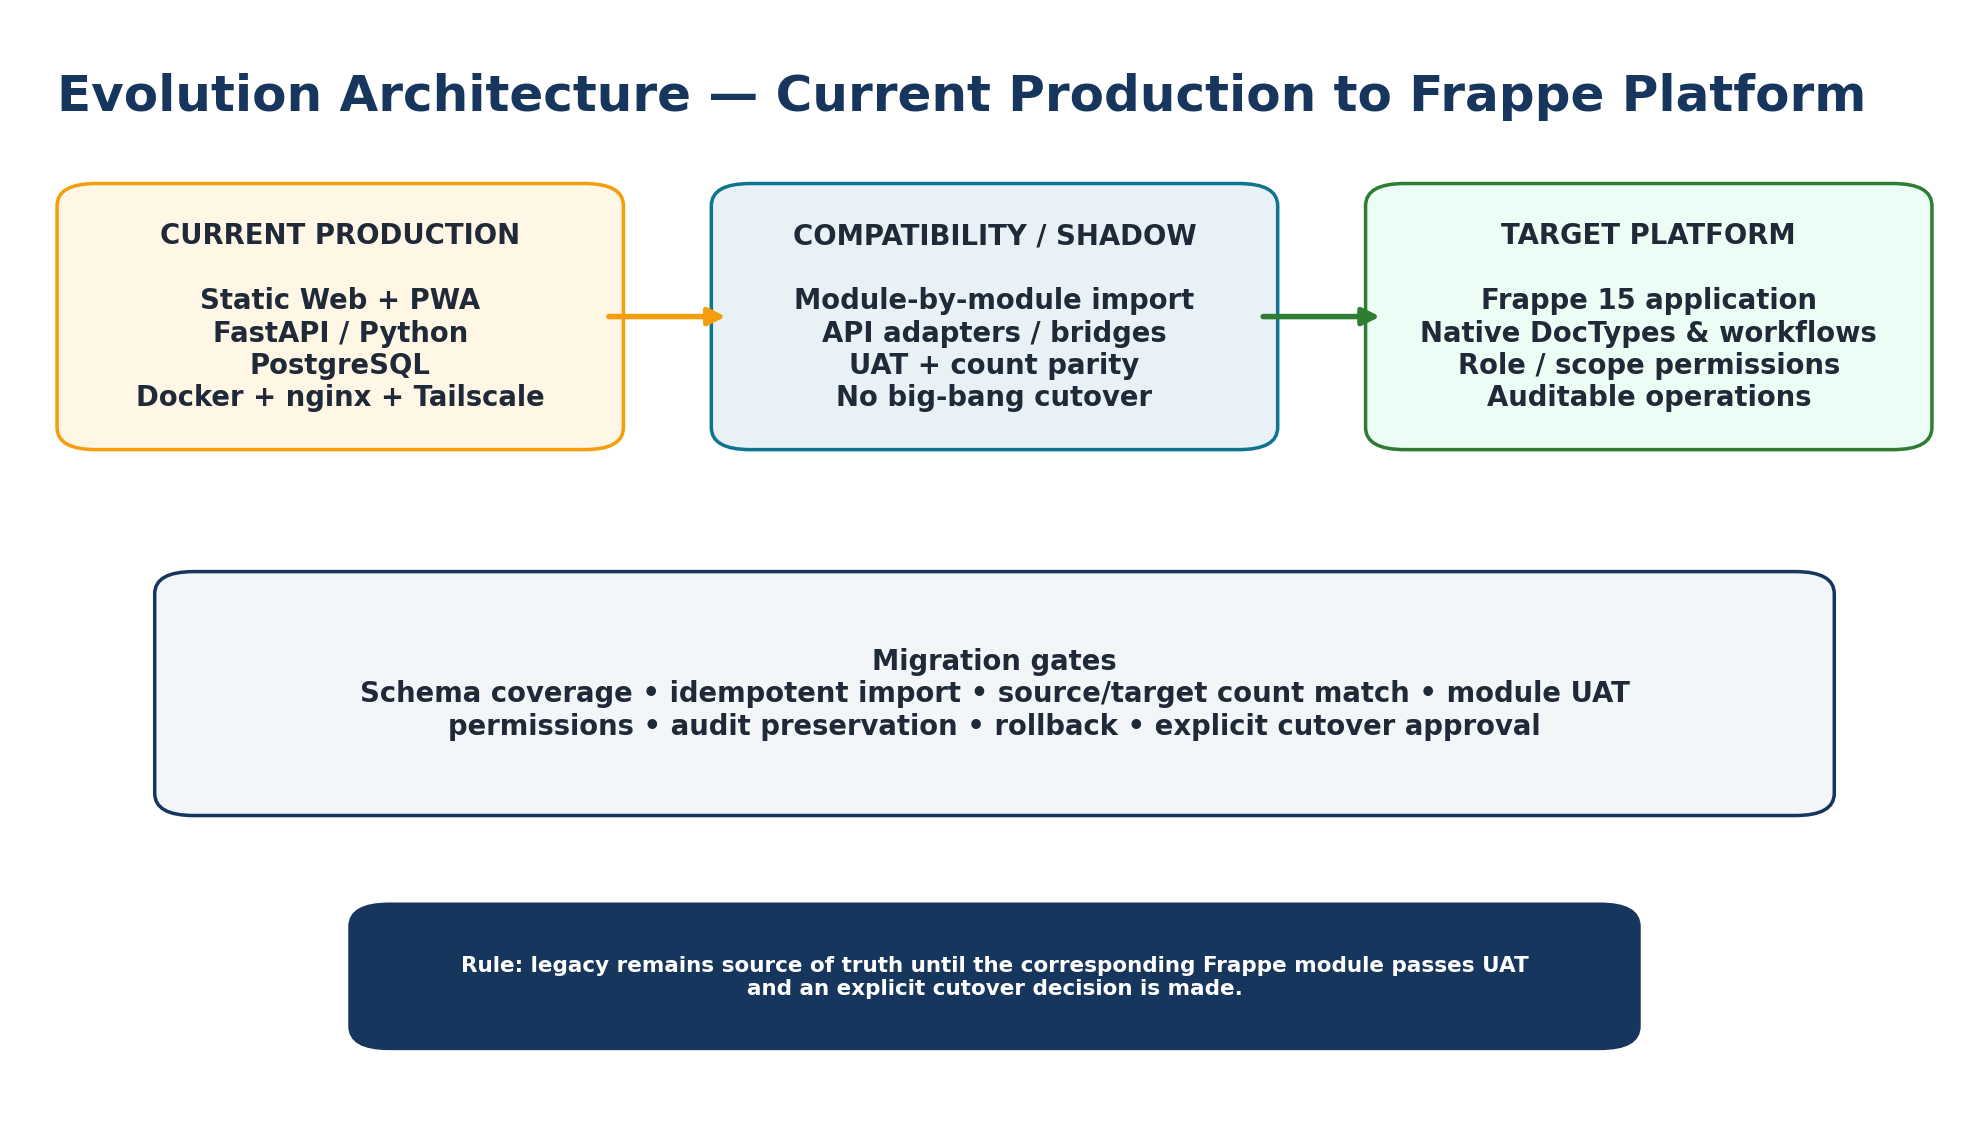 Evolution Architecture — Current Production to Frappe Platform
CURRENT PRODUCTION
Static Web + PWA
FastAPI / Python
PostgreSQL
Docker + nginx + Tailscale
COMPATIBILITY / SHADOW
Module-by-module import
API adapters / bridges
UAT + count parity
No big-bang cutover
TARGET PLATFORM
Frappe 15 application
Native DocTypes & workflows
Role / scope permissions
Auditable operations
Migration gates
Schema coverage • idempotent import • source/target count match • module UAT
permissions • audit preservation • rollback • explicit cutover approval
Rule: legacy remains source of truth until the corresponding Frappe module passes UAT
and an explicit cutover decision is made.